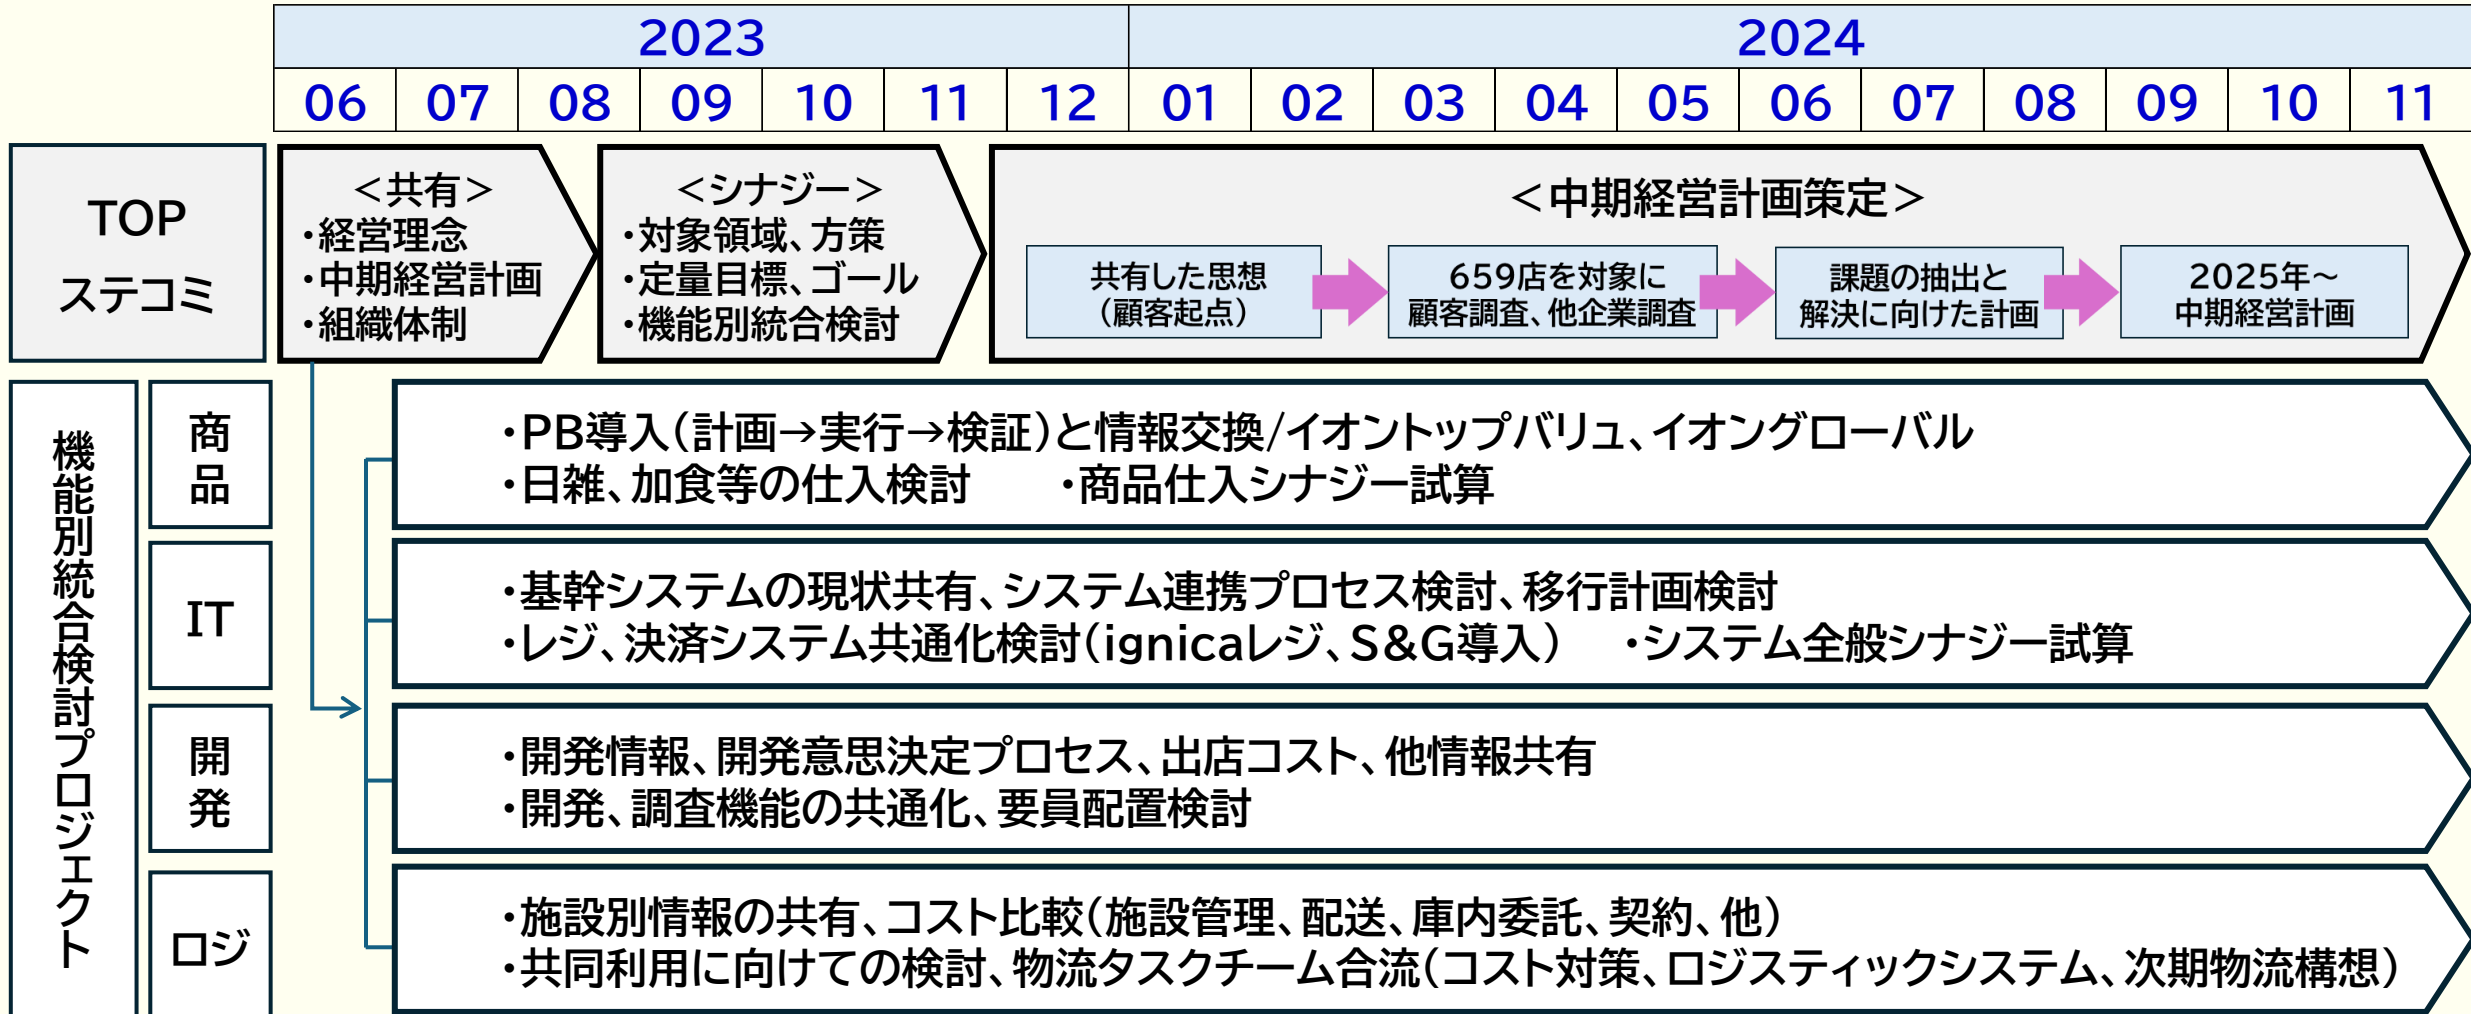 2023
2024
06 07 08 09 10 11 12 01 02 03 04 05 06 07 08 09 10 11
TOP
ステコミ
＜共有＞
・経営理念
・中期経営計画
・組織体制
＜シナジー＞
・対象領域、方策
・定量目標、ゴール
・機能別統合検討
＜中期経営計画策定＞
共有した思想
（顧客起点）
659店を対象に
顧客調査、他企業調査
課題の抽出と
解決に向けた計画
2025年～
中期経営計画
機能別統合検討プロジェクト
商品
・PB導入（計画→実行→検証）と情報交換/イオントップバリュ、イオングローバル
・日雑、加食等の仕入検討　　・商品仕入シナジー試算
IT
・基幹システムの現状共有、システム連携プロセス検討、移行計画検討
・レジ、決済システム共通化検討（ignicaレジ、S&G導入）　・システム全般シナジー試算
開発
・開発情報、開発意思決定プロセス、出店コスト、他情報共有
・開発、調査機能の共通化、要員配置検討
ロジ
・施設別情報の共有、コスト比較（施設管理、配送、庫内委託、契約、他）
・共同利用に向けての検討、物流タスクチーム合流（コスト対策、ロジスティックシステム、次期物流構想）